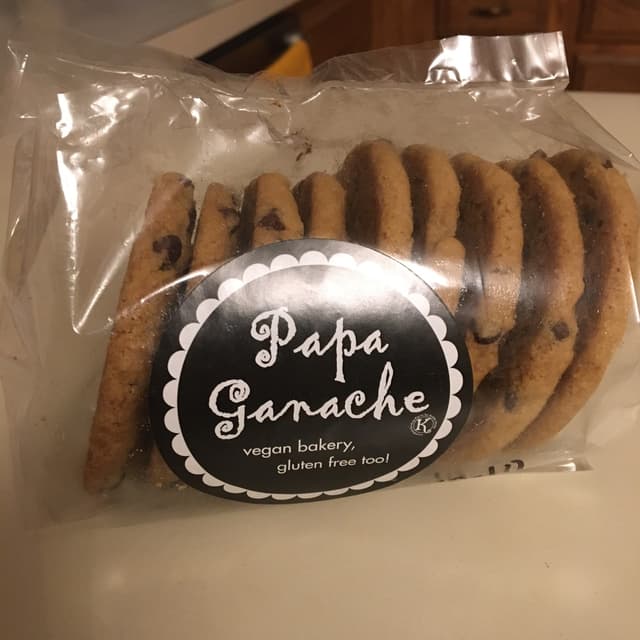 Papa
Ganache
vegan bakery,
gluten free too!
K